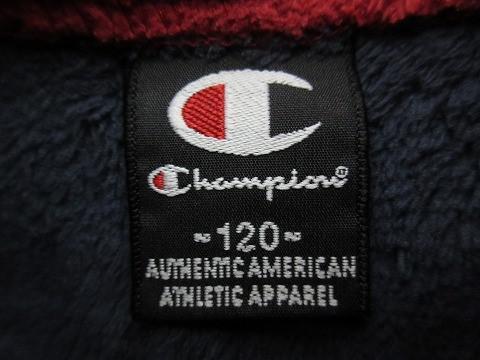 Champion
~120~
AUTHENTIC AMERICAN
ATHLETIC APPAREL